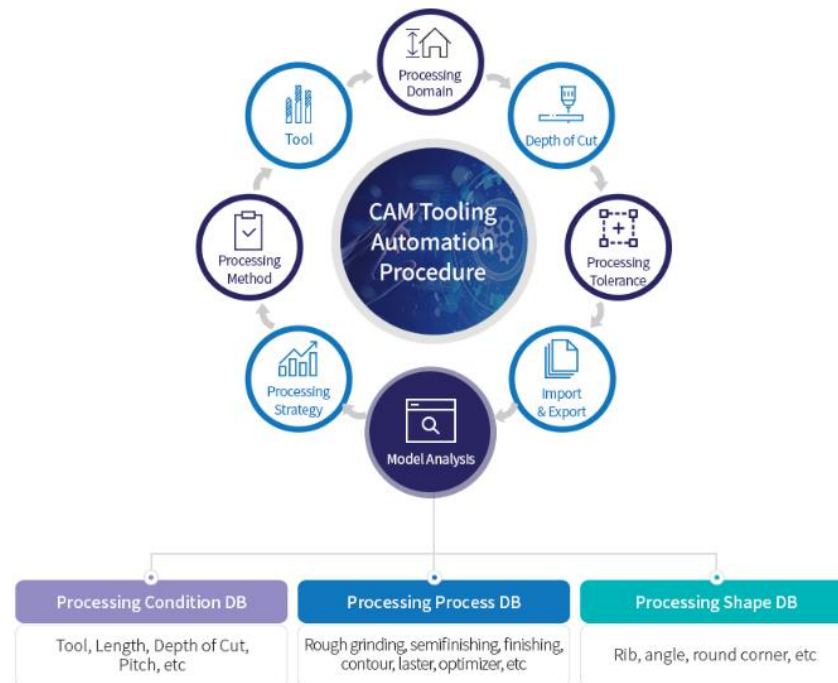 Processing
Domain
Tool
Depth of Cut
CAM Tooling
Automation
Procedure
Processing
Method
Processing
Tolerance
Processing
Strategy
Import
& Export
Model Analysis
Processing Condition DB
Processing Process DB
Processing Shape DB
Tool, Length, Depth of Cut,
Pitch, etc
Rough grinding, semifinishing, finishing,
contour, laster, optimizer, etc
Rib, angle, round corner, etc